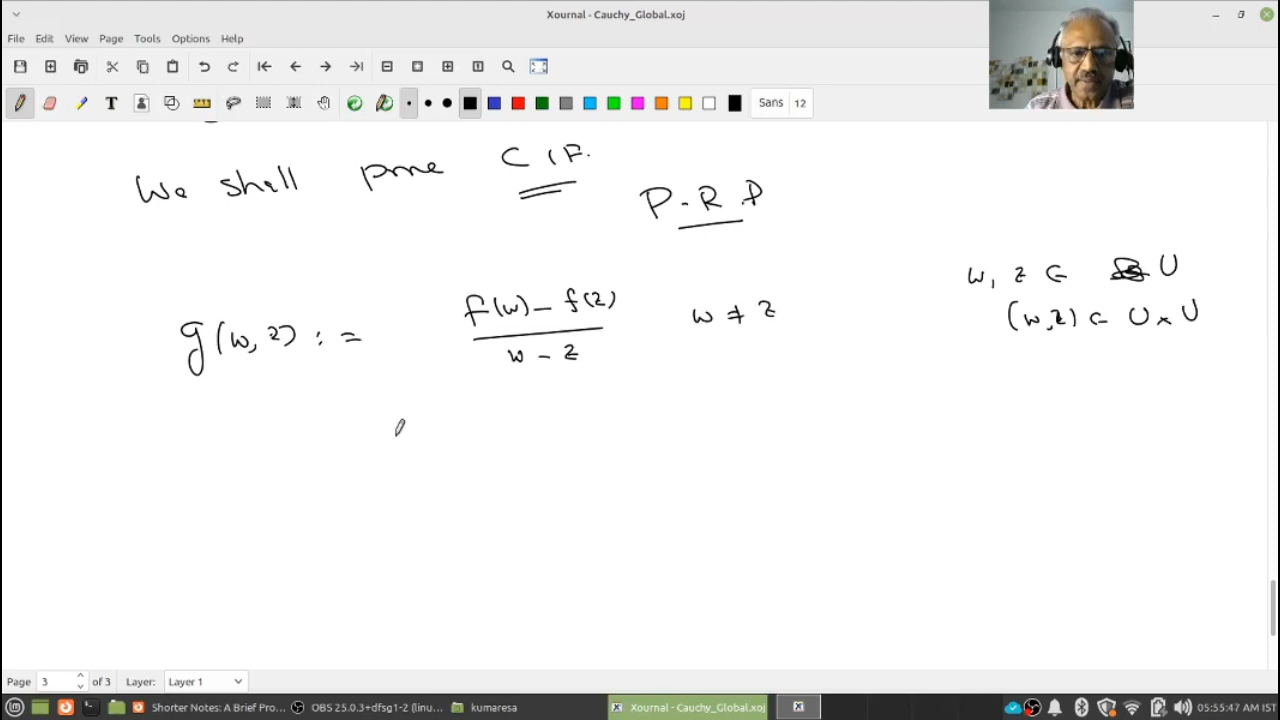 Xournal - Cauchy_Global.xoj
File Edit View Page Tools Options Help
T Sans 12
We shall prove C I F.
P.R.P
w, z ∈ U
(w,z) ∈ U × U
g(w, z) := f(w) - f(z) / w - z w ≠ z
Page 3 of 3 Layer: Layer 1
Shorter Notes: A Brief Pro... OBS 25.0.3+dfsg1-2 (linu... kumaresa Xournal - Cauchy_Global.xoj 05:55:47 AM IST